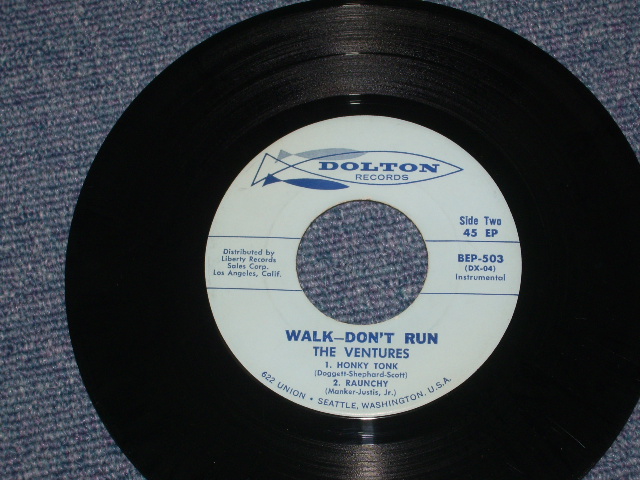 DOLTON
RECORDS
Side Two
45 EP
Distributed by
Liberty Records
Sales Corp.
Los Angeles, Calif.
BEP-503
(DX-04)
Instrumental
WALK—DON'T RUN
THE VENTURES
1. HONKY TONK
(Doggett-Shephard-Scott)
2. RAUNCHY
(Manker-Justis, Jr.)
622 UNION • SEATTLE, WASHINGTON, U.S.A.